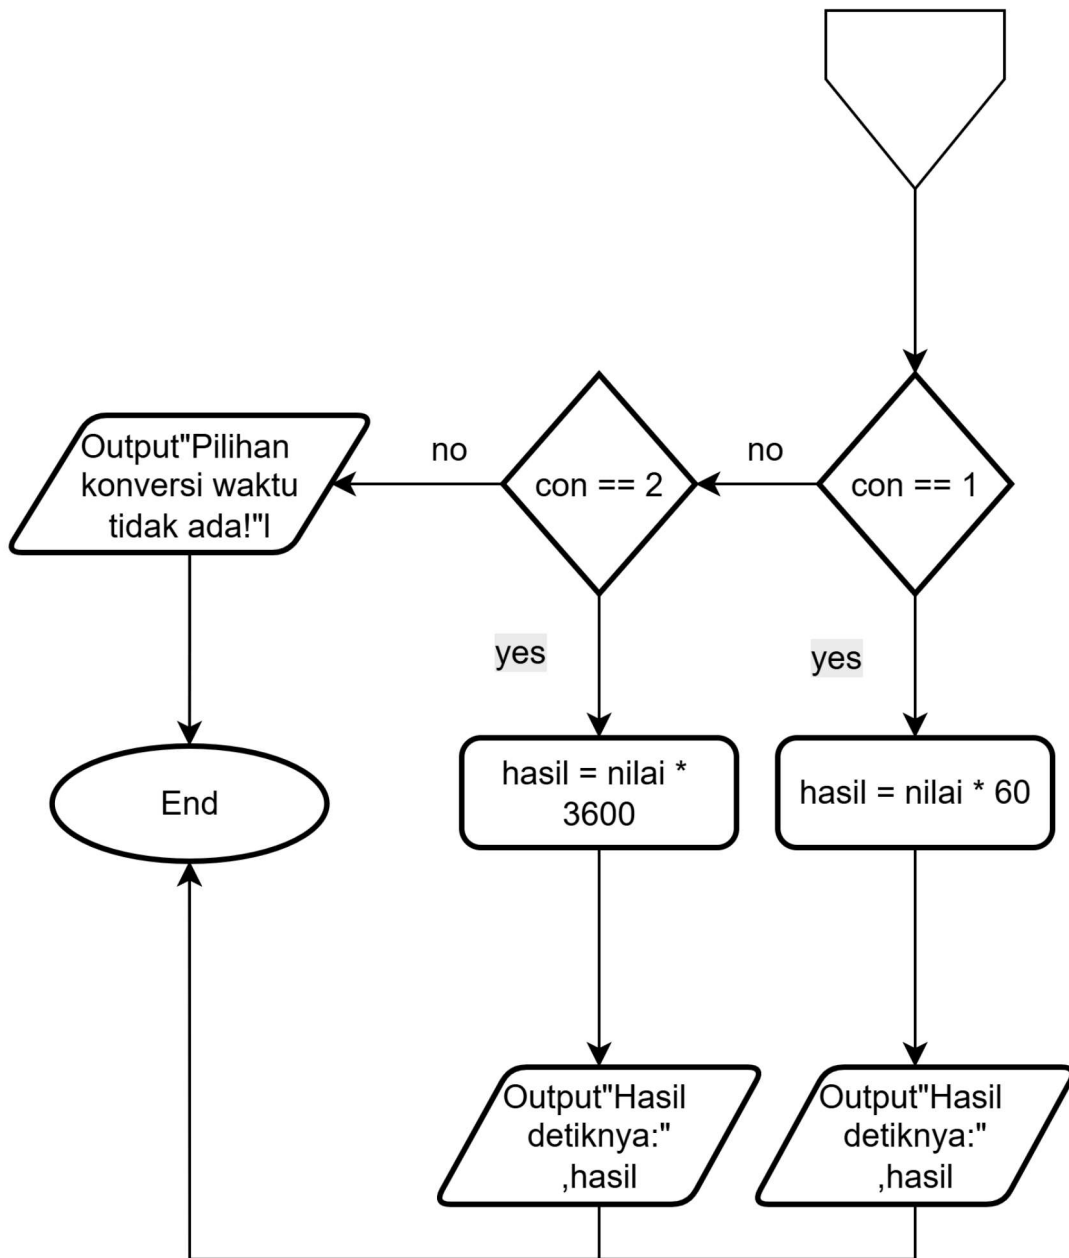 Output"Pilihan
konversi waktu
tidak ada!"l
no
con == 2
no
con == 1
yes
yes
End
hasil = nilai *
3600
hasil = nilai * 60
Output"Hasil
detiknya:"
,hasil
Output"Hasil
detiknya:"
,hasil